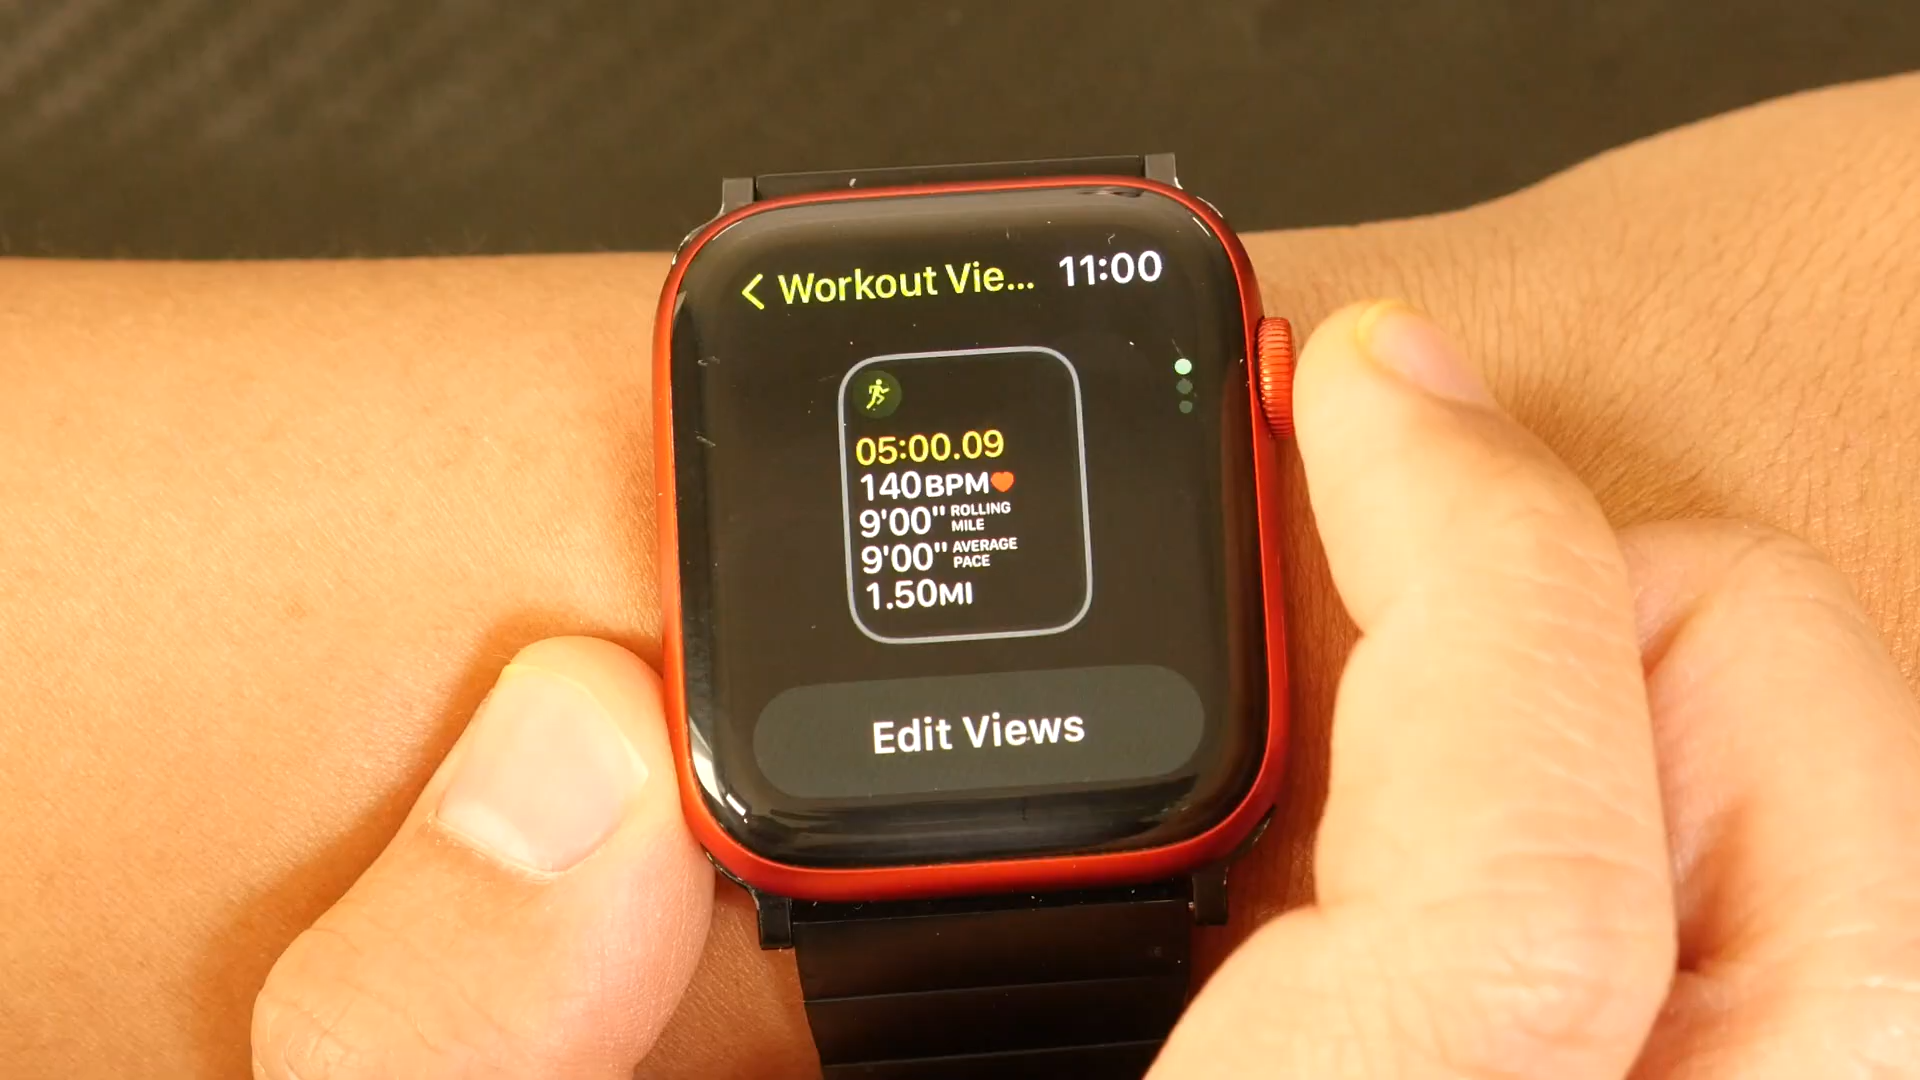 Workout Vie... 11:00
05:00.09
140BPM
9'00" ROLLING MILE
9'00" AVERAGE PACE
1.50MI
Edit Views